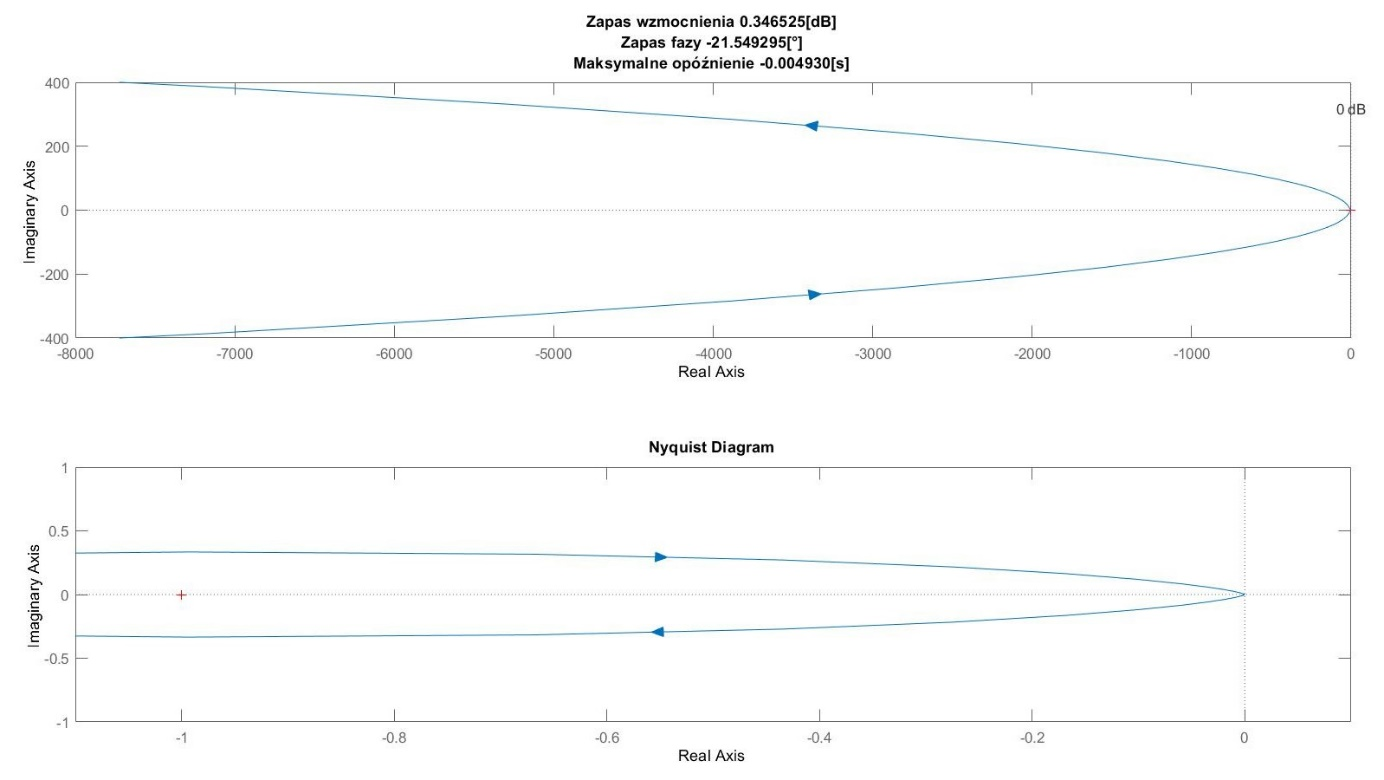 Zapas wzmocnienia 0.346525[dB]
Zapas fazy -21.549295[°]
Maksymalne opóźnienie -0.004930[s]
400
200
0
-200
-400
Imaginary Axis
0 dB
-8000 -7000 -6000 -5000 -4000 -3000 -2000 -1000 0
Real Axis
Nyquist Diagram
1
0.5
0
-0.5
-1
Imaginary Axis
-1 -0.8 -0.6 -0.4 -0.2 0
Real Axis